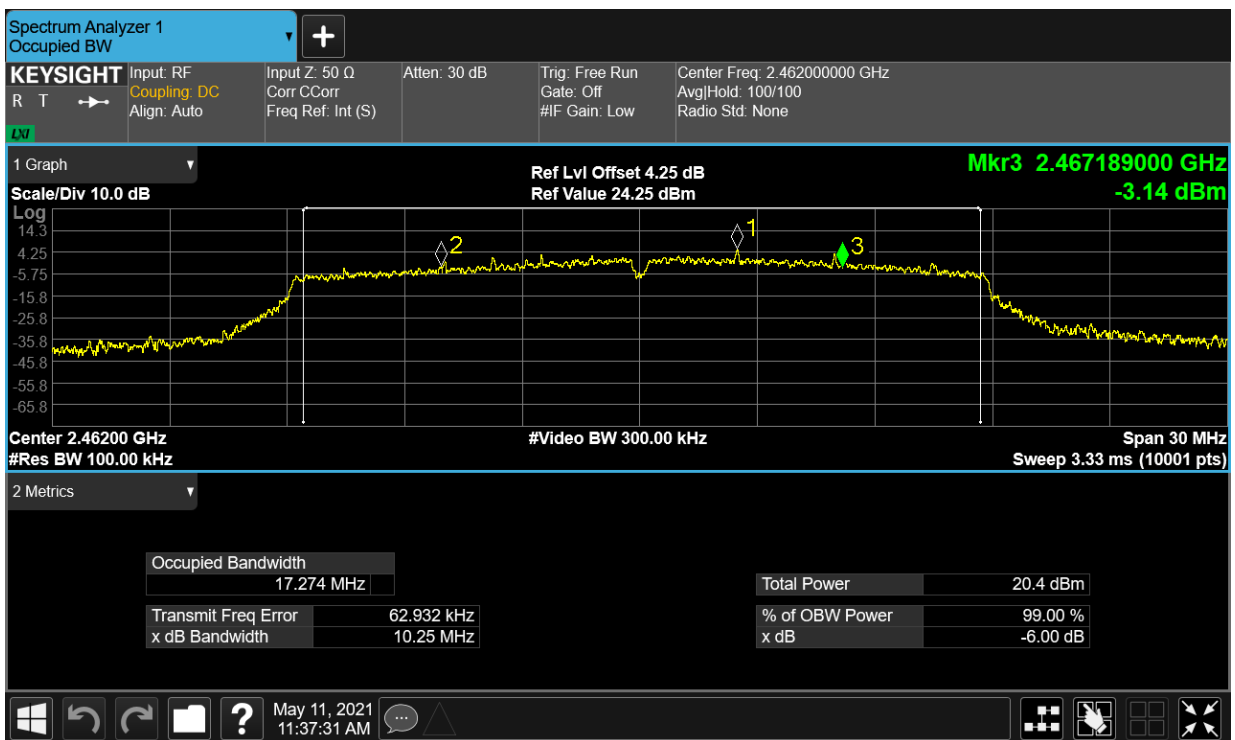 Spectrum Analyzer 1
Occupied BW
KEYSIGHT
R T
LXI
Input: RF
Coupling: DC
Align: Auto
Input Z: 50 Ω
Corr CCorr
Freq Ref: Int (S)
Atten: 30 dB
Trig: Free Run
Gate: Off
#IF Gain: Low
Center Freq: 2.462000000 GHz
Avg|Hold: 100/100
Radio Std: None
1 Graph
Scale/Div 10.0 dB
Ref Lvl Offset 4.25 dB
Ref Value 24.25 dBm
Mkr3 2.467189000 GHz
-3.14 dBm
Log
14.3
4.25
-5.75
-15.8
-25.8
-35.8
-45.8
-55.8
-65.8
2
1
3
Center 2.46200 GHz
#Res BW 100.00 kHz
#Video BW 300.00 kHz
Span 30 MHz
Sweep 3.33 ms (10001 pts)
2 Metrics
Occupied Bandwidth
17.274 MHz
Transmit Freq Error 62.932 kHz
x dB Bandwidth 10.25 MHz
Total Power 20.4 dBm
% of OBW Power 99.00 %
x dB -6.00 dB
?
May 11, 2021
11:37:31 AM